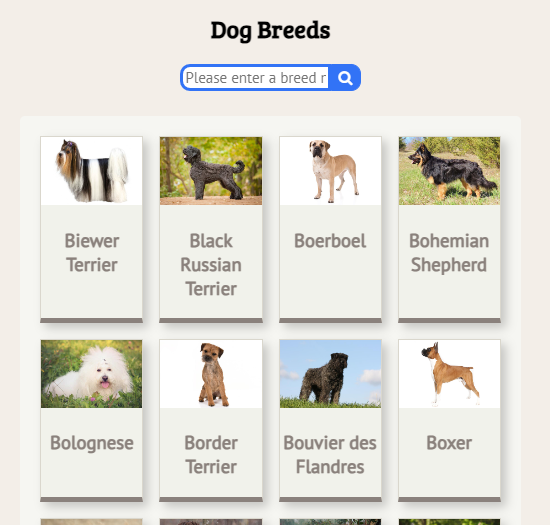 Dog Breeds
Please enter a breed r
Biewer
Terrier
Black
Russian
Terrier
Boerboel
Bohemian
Shepherd
Bolognese
Border
Terrier
Bouvier des
Flandres
Boxer